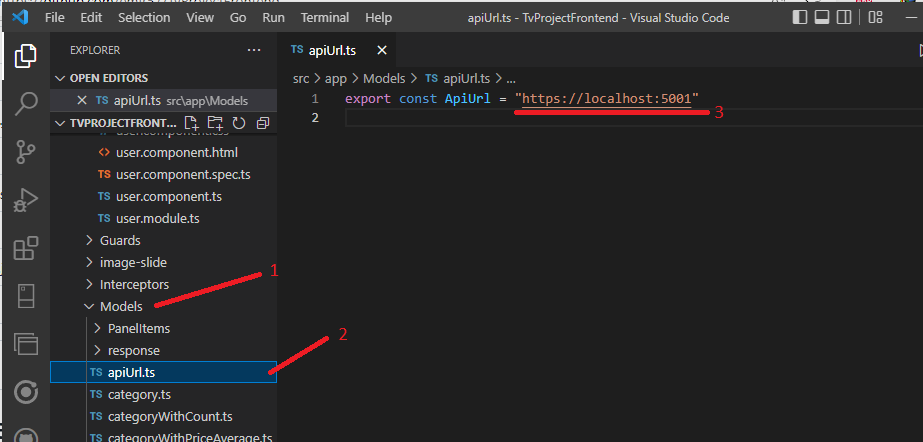 File Edit Selection View Go Run Terminal Help apiUrl.ts - TvProjectFrontend - Visual Studio Code
EXPLORER
OPEN EDITORS
TS apiUrl.ts src\app\Models
TVPROJECTFRONT...
user.component.html
TS user.component.spec.ts
TS user.component.ts
TS user.module.ts
Guards
image-slide
Interceptors
Models
PanelItems
response
TS apiUrl.ts
TS category.ts
TS categoryWithCount.ts
TS categoryWithPriceAverage.ts
TS apiUrl.ts
src > app > Models > TS apiUrl.ts > ...
1 export const ApiUrl = "https://localhost:5001"
2
1
2
3